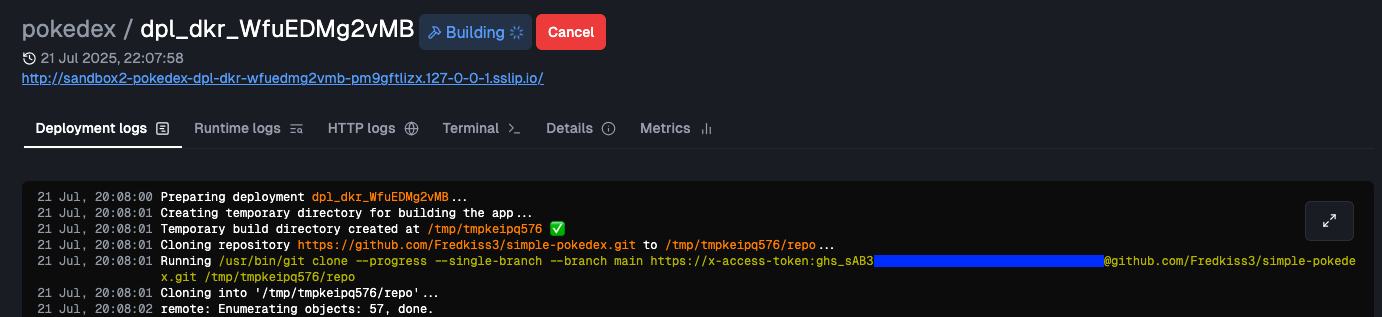 pokedex / dpl_dkr_WfuEDMg2vMB Building Cancel
21 Jul 2025, 22:07:58
http://sandbox2-pokedex-dpl-dkr-wfuedmg2vmb-pm9gftlizx.127-0-0-1.sslip.io/
Deployment logs Runtime logs HTTP logs Terminal Details Metrics
21 Jul, 20:08:00 Preparing deployment dpl_dkr_WfuEDMg2vMB...
21 Jul, 20:08:01 Creating temporary directory for building the app...
21 Jul, 20:08:01 Temporary build directory created at /tmp/tmpkeipq576 ✅
21 Jul, 20:08:01 Cloning repository https://github.com/Fredkiss3/simple-pokedex.git to /tmp/tmpkeipq576/repo...
21 Jul, 20:08:01 Running /usr/bin/git clone --progress --single-branch --branch main https://x-access-token:ghs_sAB3 @github.com/Fredkiss3/simple-pokede
x.git /tmp/tmpkeipq576/repo
21 Jul, 20:08:01 Cloning into '/tmp/tmpkeipq576/repo'...
21 Jul, 20:08:02 remote: Enumerating objects: 57, done.